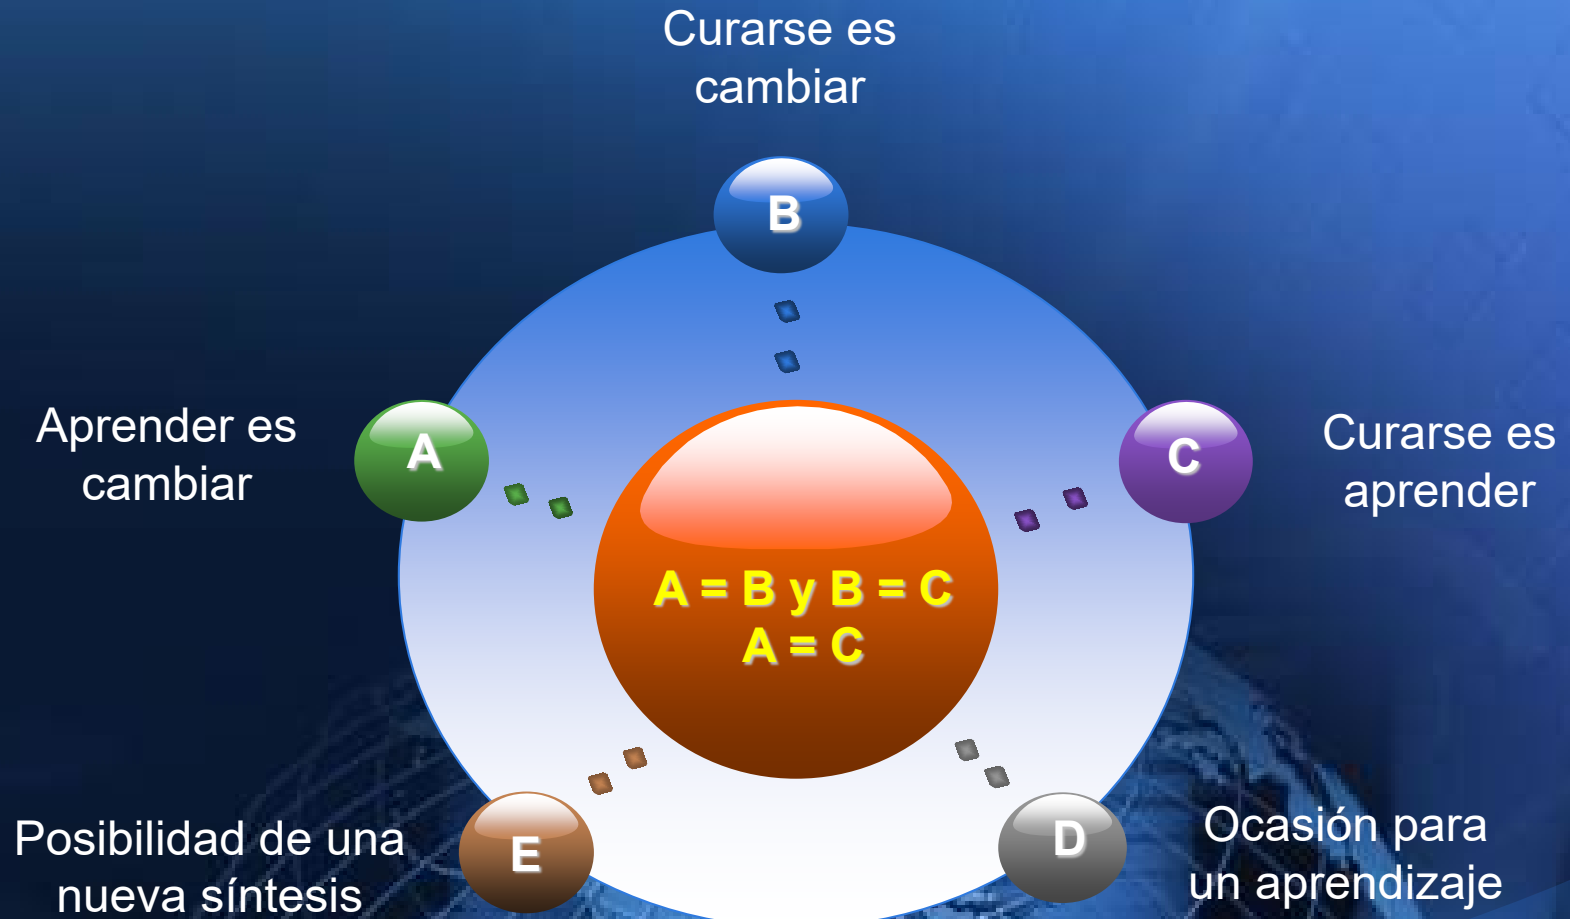 Curarse es
cambiar
B
Aprender es
cambiar
A
C
Curarse es
aprender
A = B y B = C
A = C
Posibilidad de una
nueva síntesis
E
D
Ocasión para
un aprendizaje